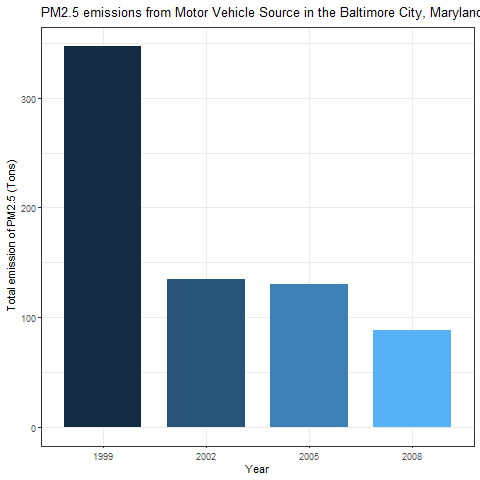 PM2.5 emissions from Motor Vehicle Source in the Baltimore City, Maryland
Total emission of PM2.5 (Tons)
300
200
100
0
1999 2002 2005 2008
Year